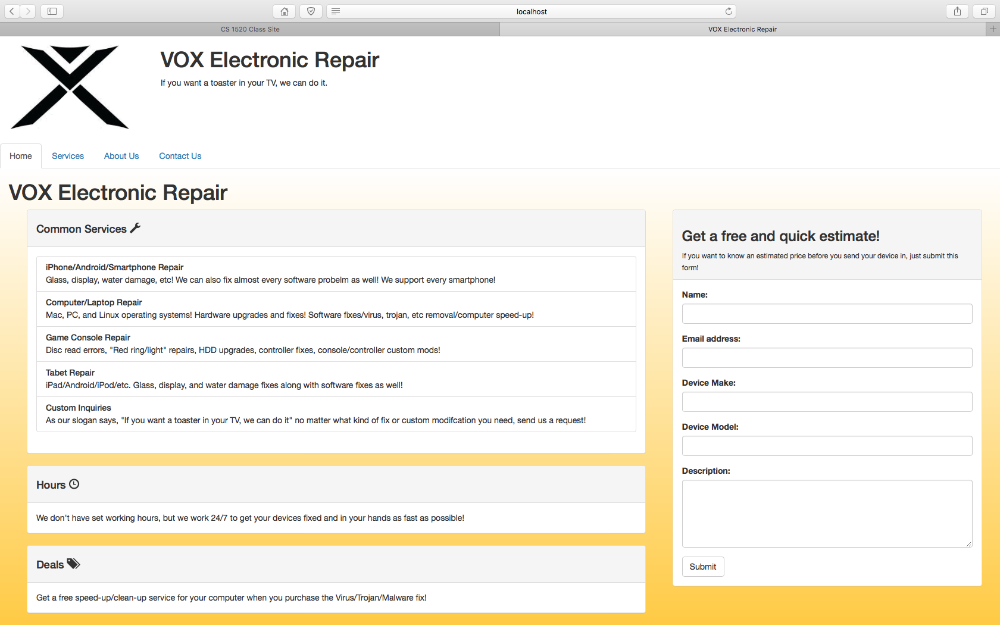 localhost
CS 1520 Class Site
VOX Electronic Repair
VOX Electronic Repair
If you want a toaster in your TV, we can do it.
Home
Services
About Us
Contact Us
VOX Electronic Repair
Common Services
iPhone/Android/Smartphone Repair
Glass, display, water damage, etc! We can also fix almost every software probelm as well! We support every smartphone!
Computer/Laptop Repair
Mac, PC, and Linux operating systems! Hardware upgrades and fixes! Software fixes/virus, trojan, etc removal/computer speed-up!
Game Console Repair
Disc read errors, "Red ring/light" repairs, HDD upgrades, controller fixes, console/controller custom mods!
Tabet Repair
iPad/Android/iPod/etc. Glass, display, and water damage fixes along with software fixes as well!
Custom Inquiries
As our slogan says, "If you want a toaster in your TV, we can do it" no matter what kind of fix or custom modifcation you need, send us a request!
Hours
We don't have set working hours, but we work 24/7 to get your devices fixed and in your hands as fast as possible!
Deals
Get a free speed-up/clean-up service for your computer when you purchase the Virus/Trojan/Malware fix!
Get a free and quick estimate!
If you want to know an estimated price before you send your device in, just submit this
form!
Name:
Email address:
Device Make:
Device Model:
Description:
Submit